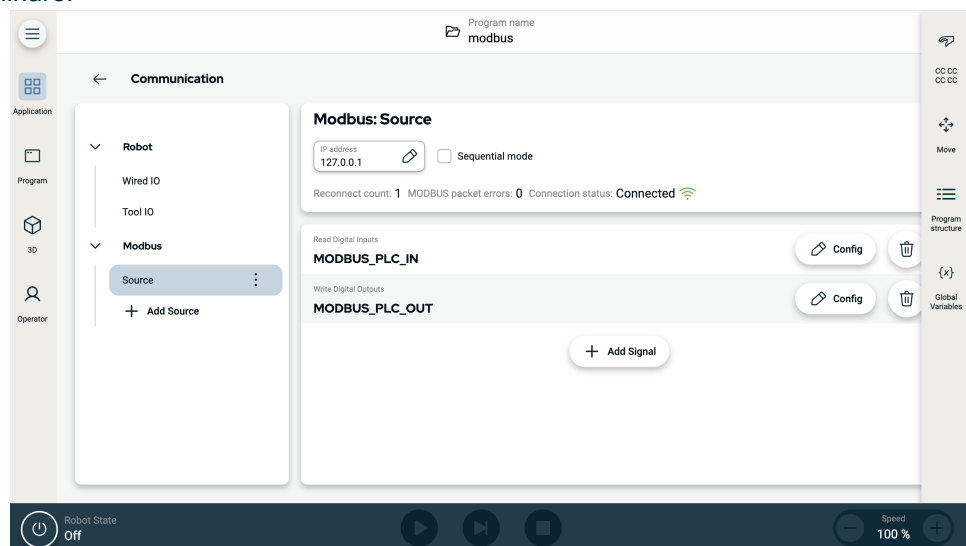 Program name
modbus
Communication
CC CC
CC CC
Application
Modbus: Source
Robot
IP address
127.0.0.1
Sequential mode
Move
Program
Wired IO
Reconnect count: 1 MODBUS packet errors: 0 Connection status: Connected
Tool IO
Program
structure
3D
Modbus
Read Digital Inputs
MODBUS_PLC_IN
Config
Source
{x}
Write Digital Outputs
MODBUS_PLC_OUT
Config
Global
Variables
Operator
Add Source
Add Signal
Robot State
Off
Speed
100 %